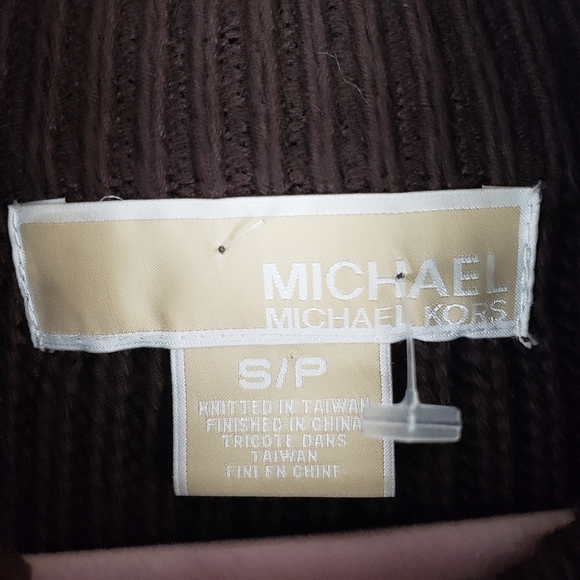 MICHAEL
MICHAEL KORS
S/P
KNITTED IN TAIWAN
FINISHED IN CHINA
TRICOTE DANS
TAIWAN
FINI EN CHINE